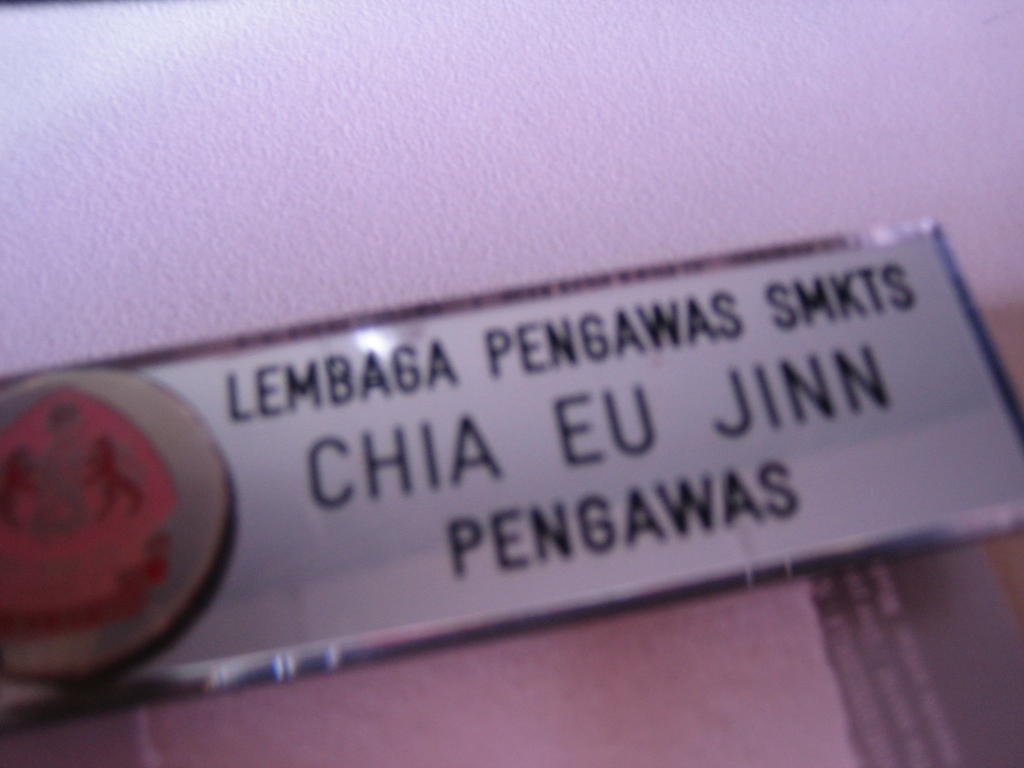 LEMBAGA PENGAWAS SMKTS
CHIA EU JINN
PENGAWAS